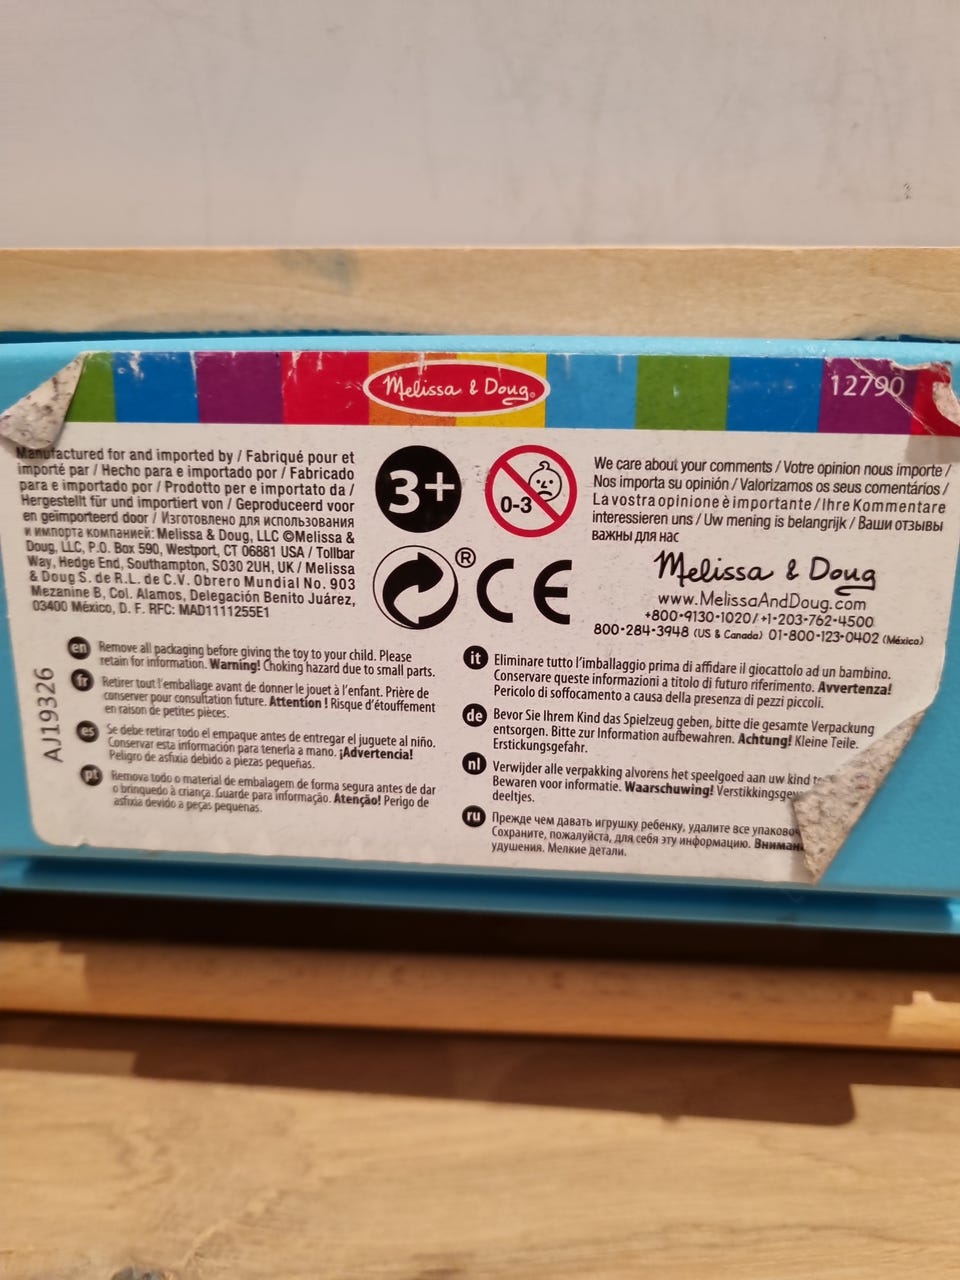 Melissa & Doug®
12790
Manufactured for and imported by / Fabriqué pour et
importé par / Hecho para e importado por / Fabricado
para e importado por / Prodotto per e importato da /
Hergestellt für und importiert von / Geproduceerd voor
en geïmporteerd door / Изготовлено для использования
и импорта компанией: Melissa & Doug, LLC ©Melissa &
Doug, LLC, P.O. Box 590, Westport, CT 06881 USA / Tollbar
Way, Hedge End, Southampton, SO30 2UH, UK / Melissa
& Doug S. de R.L. de C.V. Obrero Mundial No. 903
Mezanine B, Col. Alamos, Delegación Benito Juárez,
03400 México, D. F. RFC: MAD1111255E1
3+
0-3
®
CE
We care about your comments / Votre opinion nous importe /
Nos importa su opinión / Valorizamos os seus comentários /
La vostra opinione è importante / Ihre Kommentare
interessieren uns / Uw mening is belangrijk / Ваши отзывы
важны для нас
Melissa & Doug
www.MelissaAndDoug.com
+800-9130-1020/+1-203-762-4500
800-284-3948 (US & Canada) 01-800-123-0402 (México)
AJ19326
en Remove all packaging before giving the toy to your child. Please
retain for information. Warning! Choking hazard due to small parts.
fr Retirer tout l'emballage avant de donner le jouet à l'enfant. Prière de
conserver pour consultation future. Attention ! Risque d'étouffement
en raison de petites pièces.
es Se debe retirar todo el empaque antes de entregar el juguete al niño.
Conservar esta información para tenerla a mano. ¡Advertencia!
Peligro de asfixia debido a piezas pequeñas.
pt Remova todo o material de embalagem de forma segura antes de dar
o brinquedo à criança. Guarde para informação. Atenção! Perigo de
asfixia devido a peças pequenas.
it Eliminare tutto l'imballaggio prima di affidare il giocattolo ad un bambino.
Conservare queste informazioni a titolo di futuro riferimento. Avvertenza!
Pericolo di soffocamento a causa della presenza di pezzi piccoli.
de Bevor Sie Ihrem Kind das Spielzeug geben, bitte die gesamte Verpackung
entsorgen. Bitte zur Information aufbewahren. Achtung! Kleine Teile.
Erstickungsgefahr.
nl Verwijder alle verpakking alvorens het speelgoed aan uw kind
Bewaren voor informatie. Waarschuwing!
deeltjes.
ru Прежде чем давать игрушку ребенку, удалите все
Сохраните, пожалуйста, для себя эту информацию.
удушения. Мелкие детали.